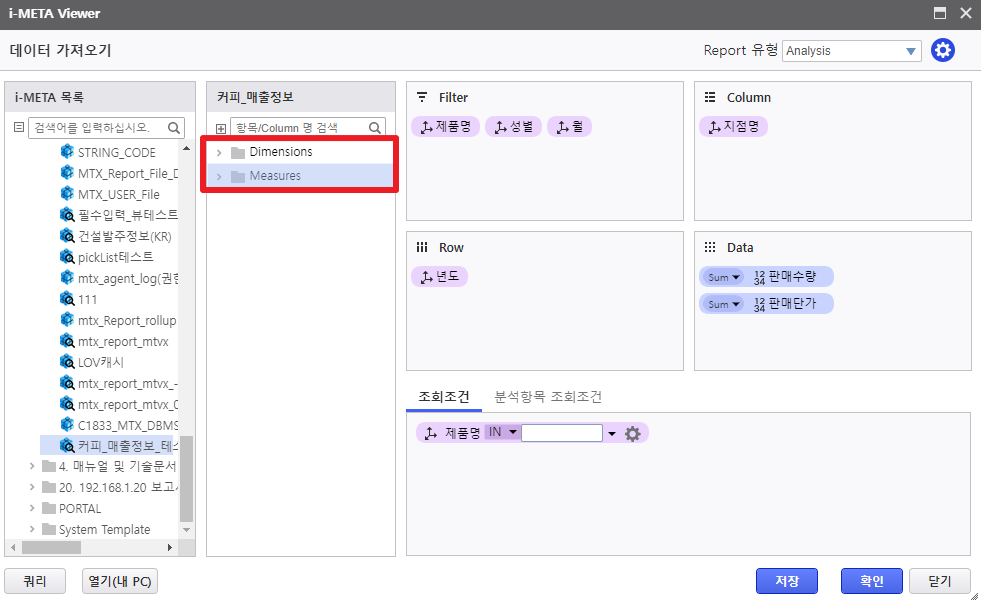 i-META Viewer
데이터 가져오기
Report 유형 Analysis
i-META 목록
검색어를 입력하십시오.
STRING_CODE
MTX_Report_File_D
MTX_USER_File
필수입력_뷰테스트
건설발주정보(KR)
pickList테스트
mtx_agent_log(권한
111
mtx_Report_rollup
mtx_report_mtvx
LOV캐시
mtx_report_mtvx_-
mtx_report_mtvx_0
C1833_MTX_DBMS
커피_매출정보_테스
4. 매뉴얼 및 기술문서
20. 192.168.1.20 보고서
PORTAL
System Template
커피_매출정보
항목/Column 명 검색
Dimensions
Measures
Filter
제품명 성별 월
Column
지점명
Row
년도
Data
Sum 12 34 판매수량
Sum 12 34 판매단가
조회조건 분석항목 조회조건
제품명 IN
쿼리 열기(내 PC) 저장 확인 닫기